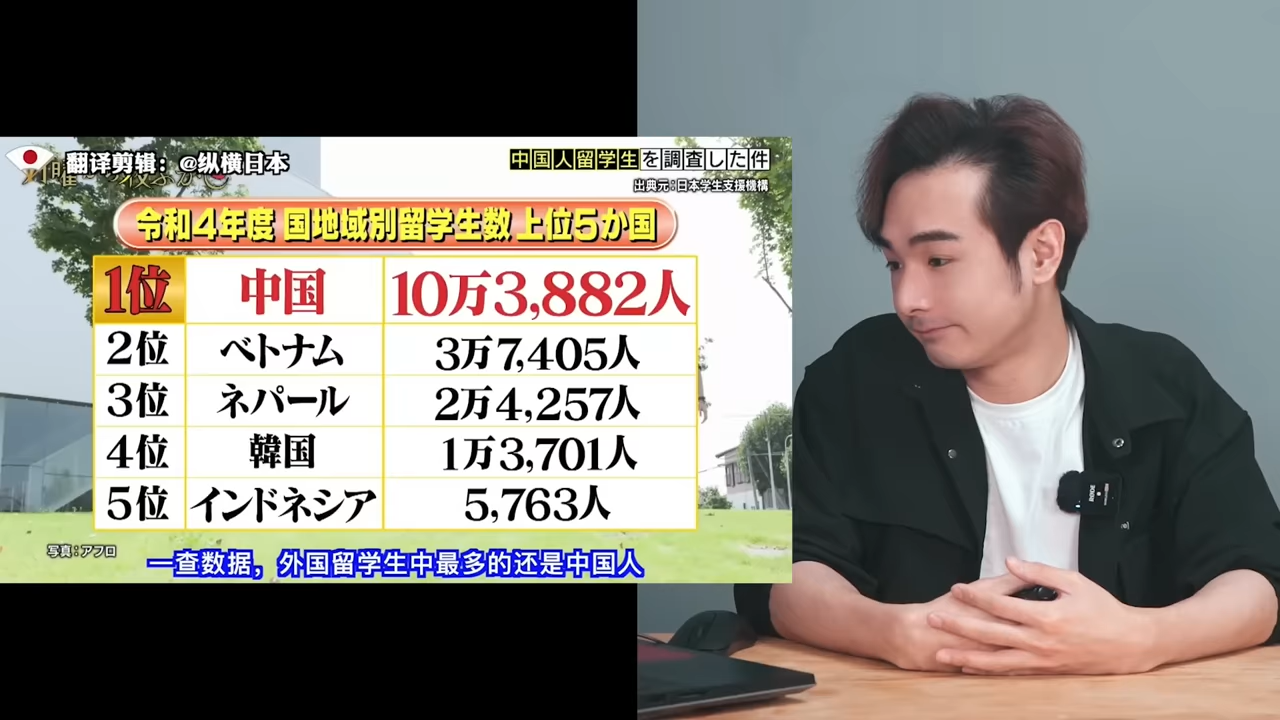 翻译剪辑：@纵横日本
中国人留学生を調査した件
出典元：日本学生支援機構
令和4年度 国地域別留学生数 上位5か国
1位 中国 10万3,882人
2位 ベトナム 3万7,405人
3位 ネパール 2万4,257人
4位 韓国 1万3,701人
5位 インドネシア 5,763人
写真：アフロ
一查数据，外国留学生中最多的还是中国人